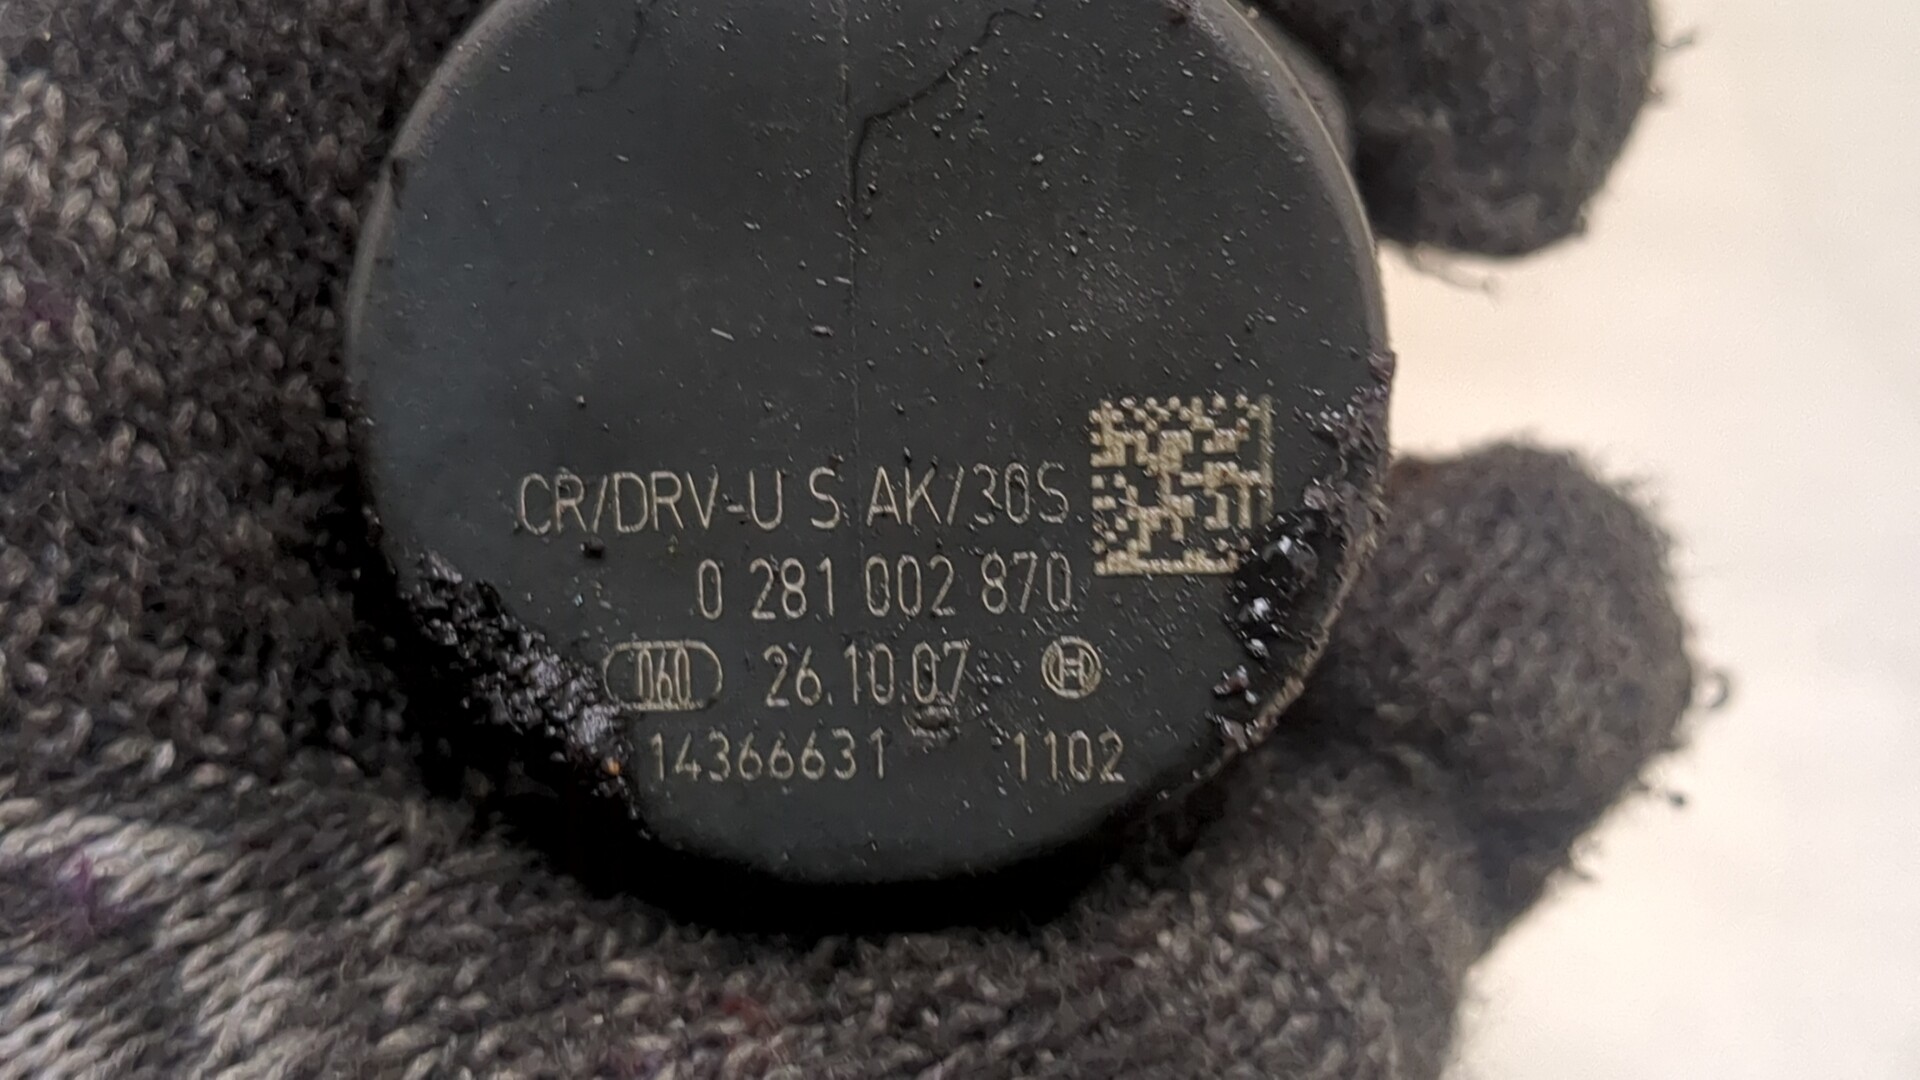 CR/DRV-U S AK/30S
0 281 002 870
060 26.10.07
14366631 1102